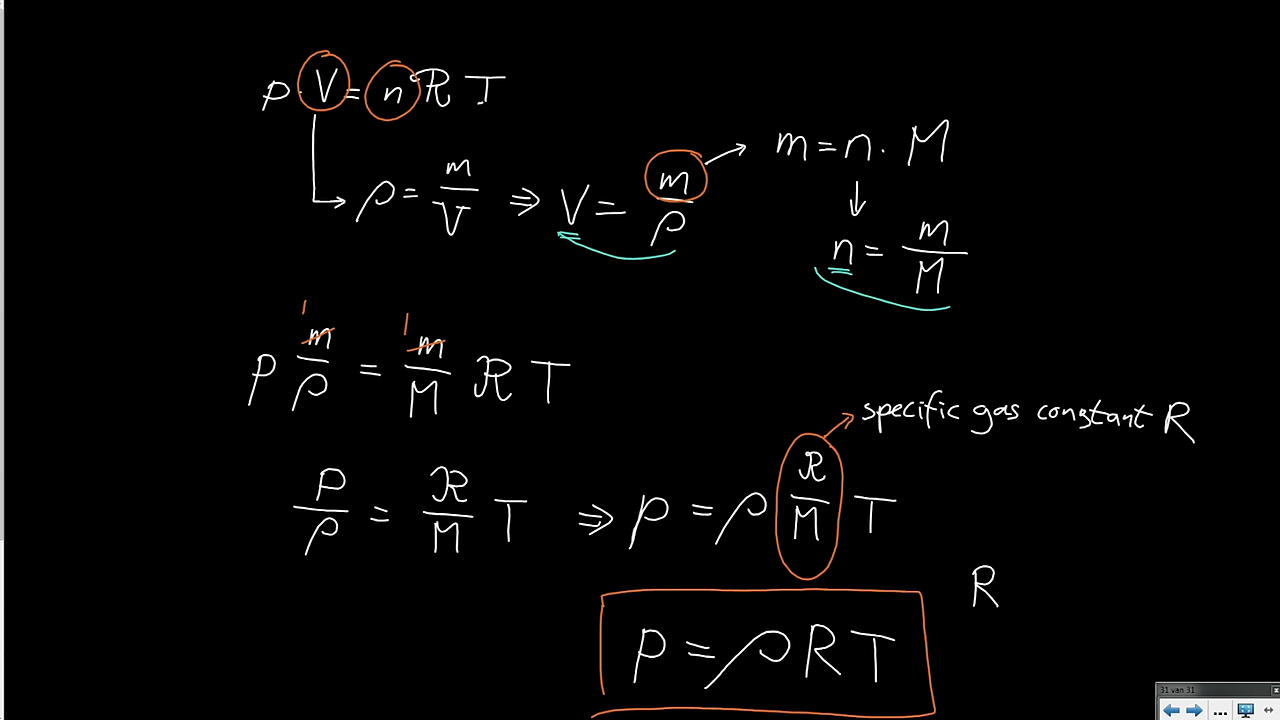 p · V = n ℛ T
ρ = m/V ⇒ V = m/ρ → m = n · M
↓
n = m/M
1 1
p m/ρ = m/M ℛ T
specific gas constant R
p/ρ = ℛ/M T ⇒ p = ρ ℛ/M T
R
p = ρ R T
31 van 31
...